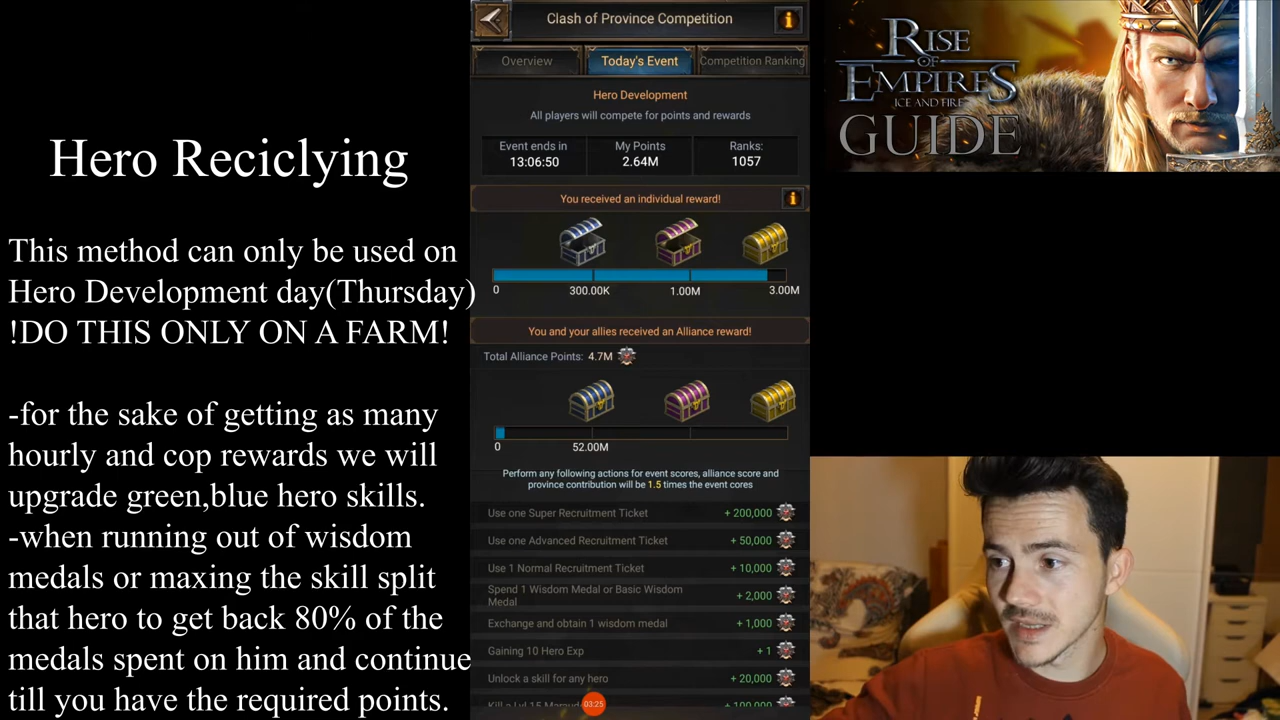 Hero Reciclying
This method can only be used on
Hero Development day(Thursday)
!DO THIS ONLY ON A FARM!
-for the sake of getting as many
hourly and cop rewards we will
upgrade green,blue hero skills.
-when running out of wisdom
medals or maxing the skill split
that hero to get back 80% of the
medals spent on him and continue
till you have the required points.
Clash of Province Competition
Overview
Today's Event
Competition Ranking
Hero Development
All players will compete for points and rewards
Event ends in
13:06:50
My Points
2.64M
Ranks:
1057
You received an individual reward!
0
300.00K
1.00M
3.00M
You and your allies received an Alliance reward!
Total Alliance Points: 4.7M
0
52.00M
Perform any following actions for event scores, alliance score and
province contribution will be 1.5 times the event cores
Use one Super Recruitment Ticket + 200,000
Use one Advanced Recruitment Ticket + 50,000
Use 1 Normal Recruitment Ticket + 10,000
Spend 1 Wisdom Medal or Basic Wisdom
Medal + 2,000
Exchange and obtain 1 wisdom medal + 1,000
Gaining 10 Hero Exp + 1
Unlock a skill for any hero + 20,000
Kill a Lvl 15 Maraud + 100,000
03:25
RISE
OF
EMPIRES
ICE AND FIRE
GUIDE